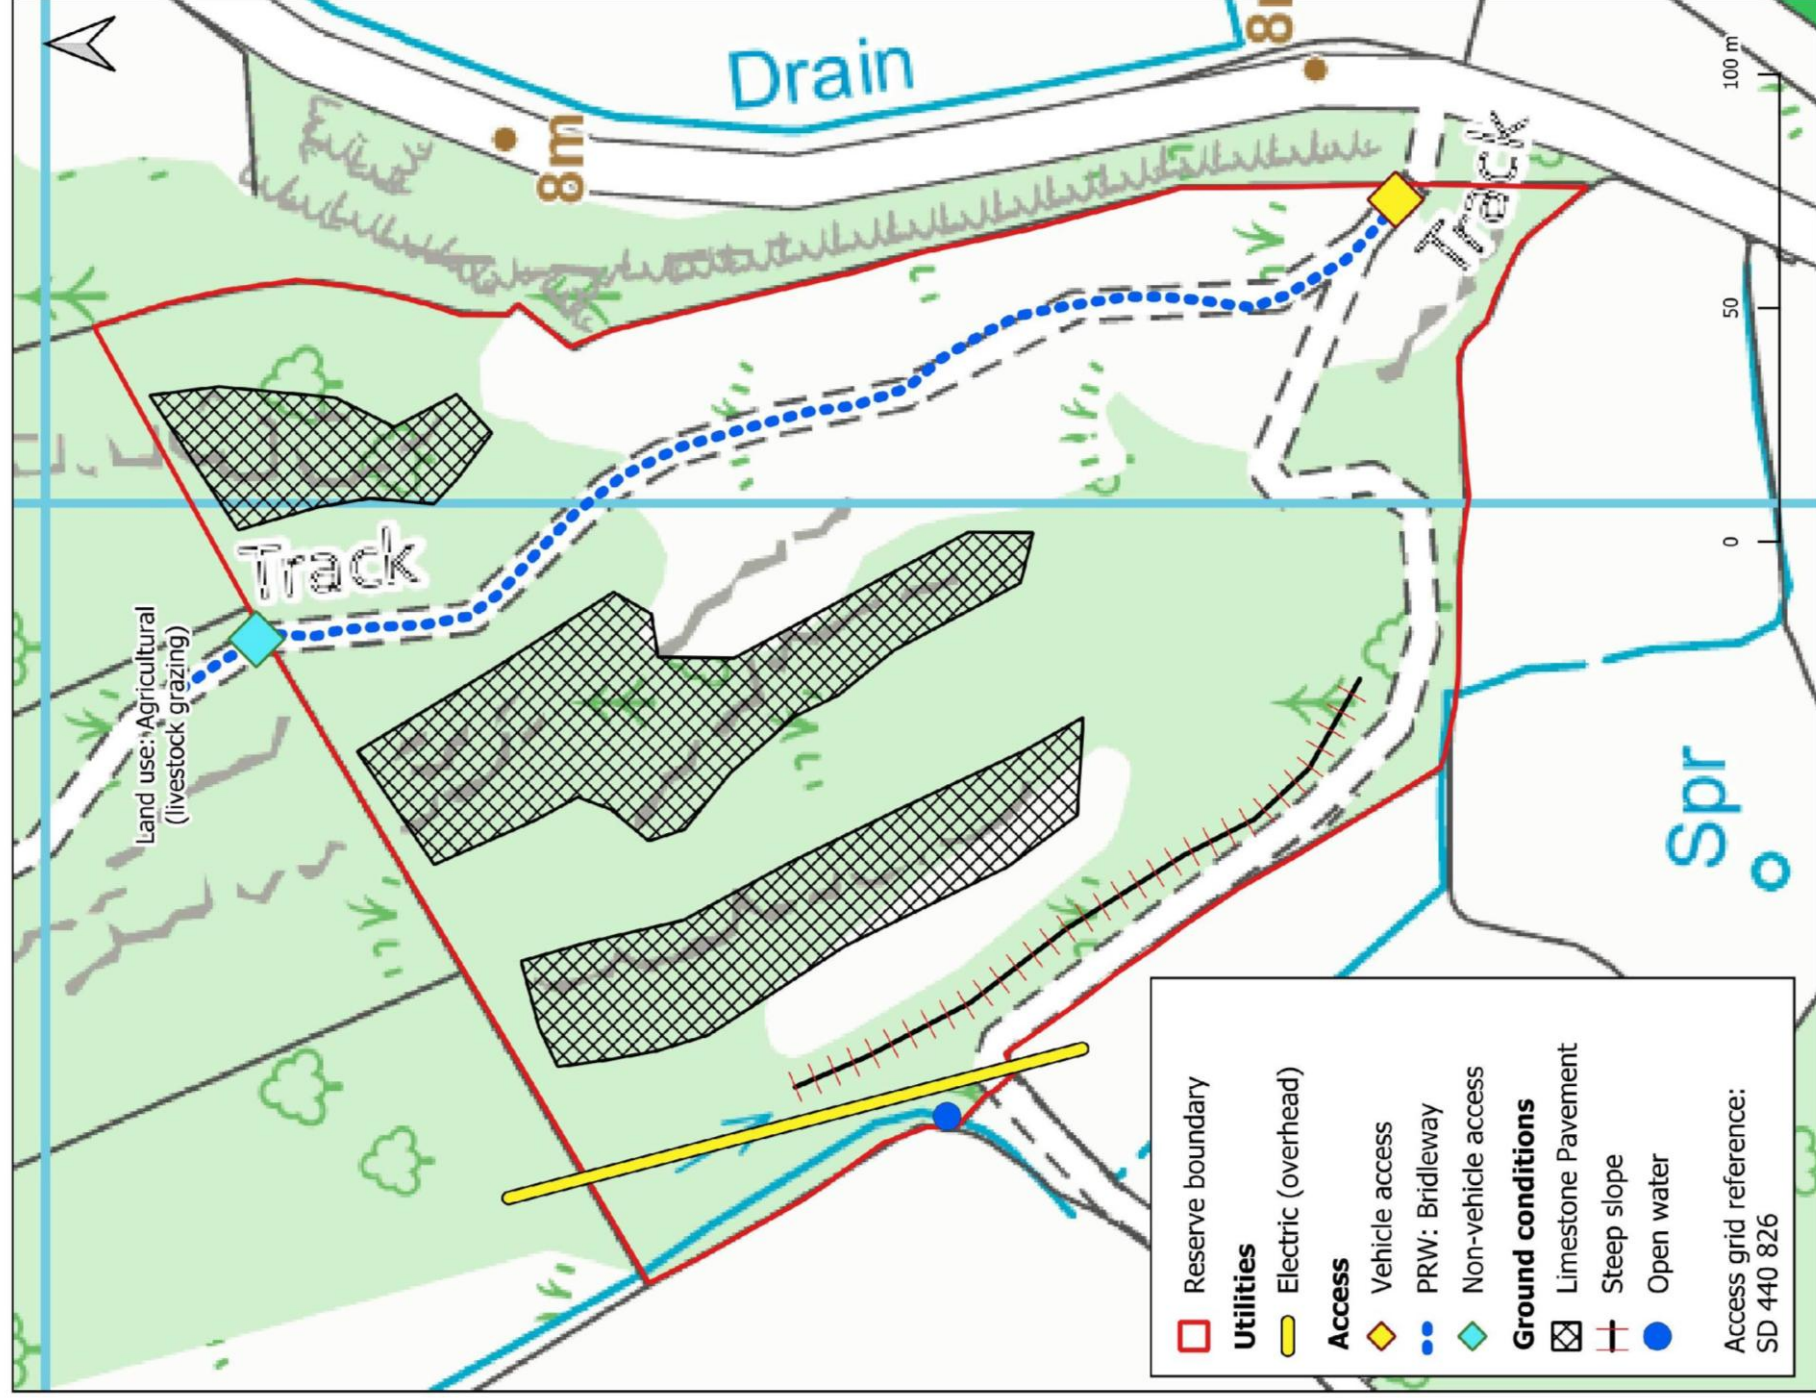 Drain
8m
8m
Track
Track
Land use: Agricultural
(livestock grazing)
Spr
0
50
100 m
Reserve boundary
Utilities
Electric (overhead)
Access
Vehicle access
PRW: Bridleway
Non-vehicle access
Ground conditions
Limestone Pavement
Steep slope
Open water
Access grid reference:
SD 440 826